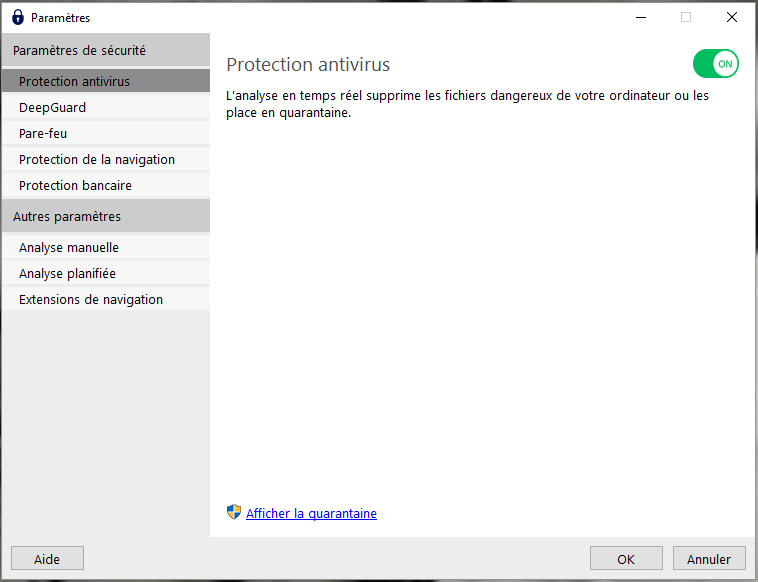 Paramètres
Paramètres de sécurité
Protection antivirus
DeepGuard
Pare-feu
Protection de la navigation
Protection bancaire
Autres paramètres
Analyse manuelle
Analyse planifiée
Extensions de navigation
Protection antivirus
ON
L'analyse en temps réel supprime les fichiers dangereux de votre ordinateur ou les
place en quarantaine.
Afficher la quarantaine
Aide
OK
Annuler